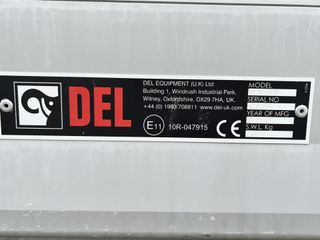 DEL
DEL EQUIPMENT (U.K) Ltd.
Building 1, Windrush Industrial Park,
Witney, Oxfordshire, OX29 7HA, UK.
+44 (0) 1993 708811 www.del-uk.com
E11 10R-047915 CE
MODEL
SERIAL NO
YEAR OF MFG
S.W.L. Kg